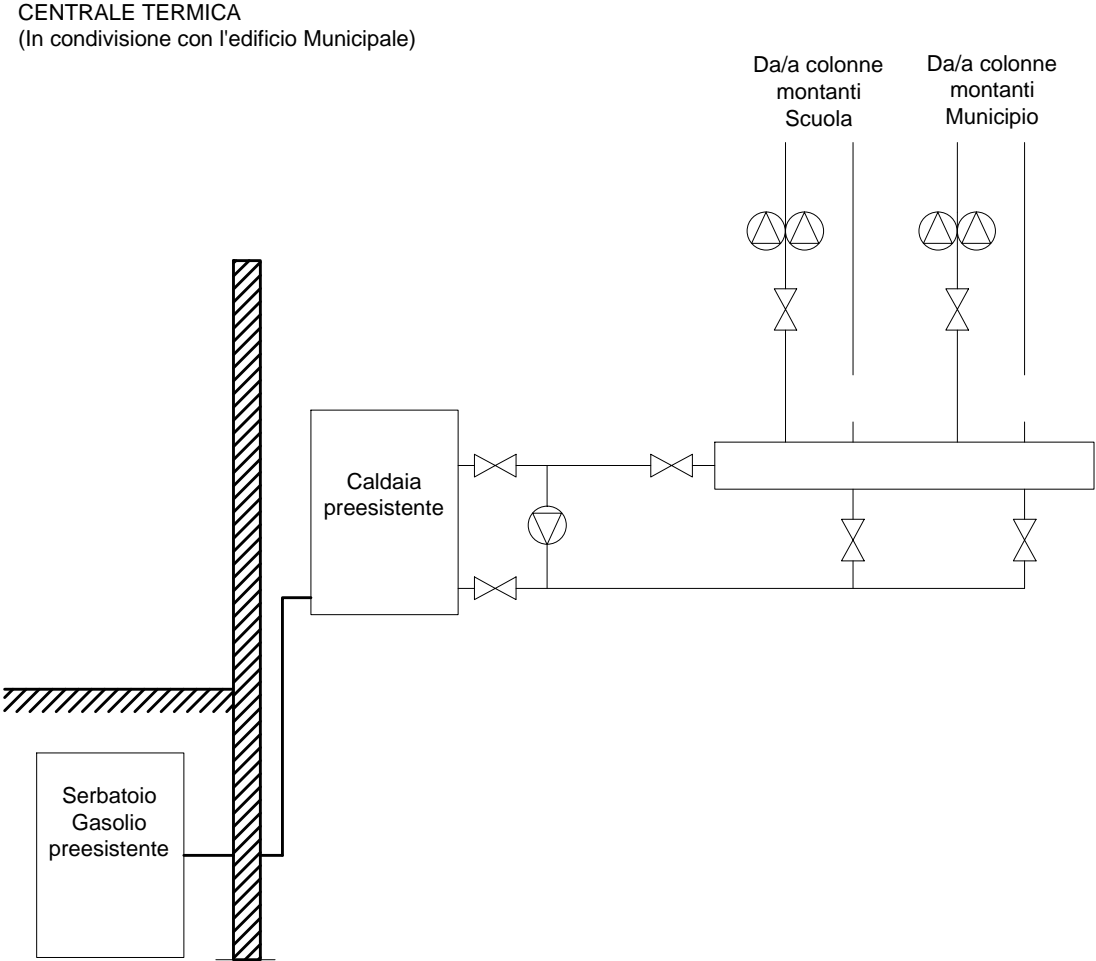 CENTRALE TERMICA
(In condivisione con l'edificio Municipale)
Da/a colonne
montanti
Scuola
Da/a colonne
montanti
Municipio
Caldaia
preesistente
Serbatoio
Gasolio
preesistente